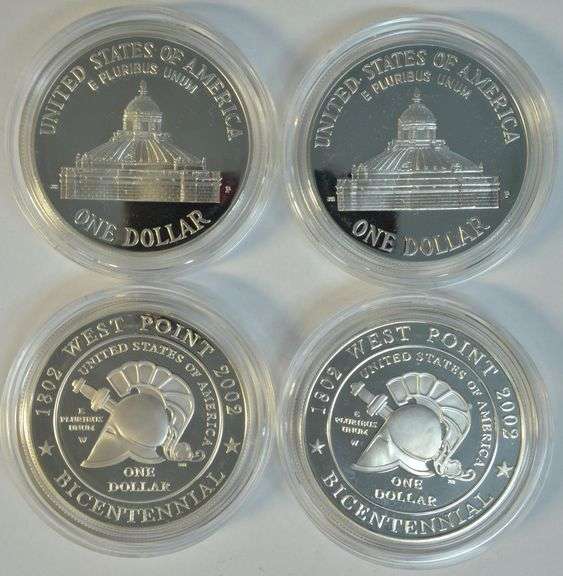 UNITED STATES OF AMERICA
E PLURIBUS UNUM
P
ONE DOLLAR
UNITED STATES OF AMERICA
E PLURIBUS UNUM
P
ONE DOLLAR
1802 WEST POINT 2002
UNITED STATES OF AMERICA
E
PLURIBUS
UNUM
W
ONE
DOLLAR
BICENTENNIAL
1802 WEST POINT 2002
UNITED STATES OF AMERICA
E
PLURIBUS
UNUM
W
ONE
DOLLAR
BICENTENNIAL